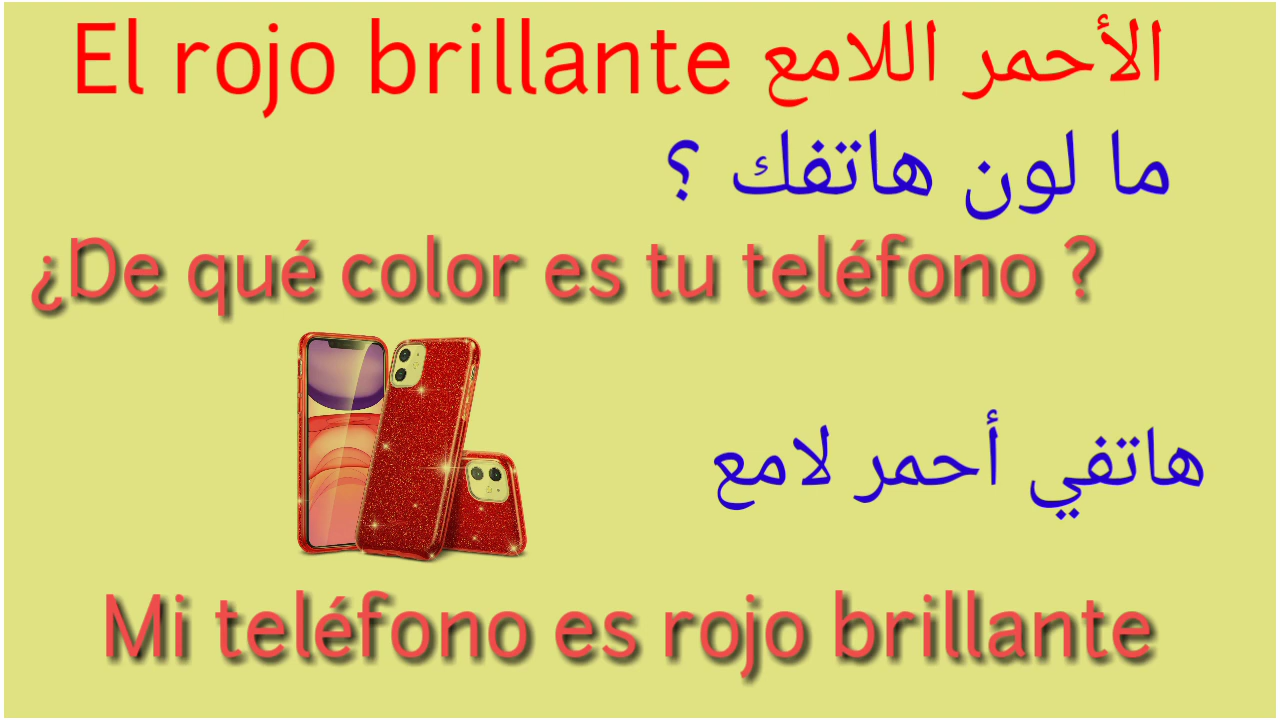 El rojo brillante الأحمر اللامع
ما لون هاتفك ؟
¿De qué color es tu teléfono ?
هاتفي أحمر لامع
Mi teléfono es rojo brillante